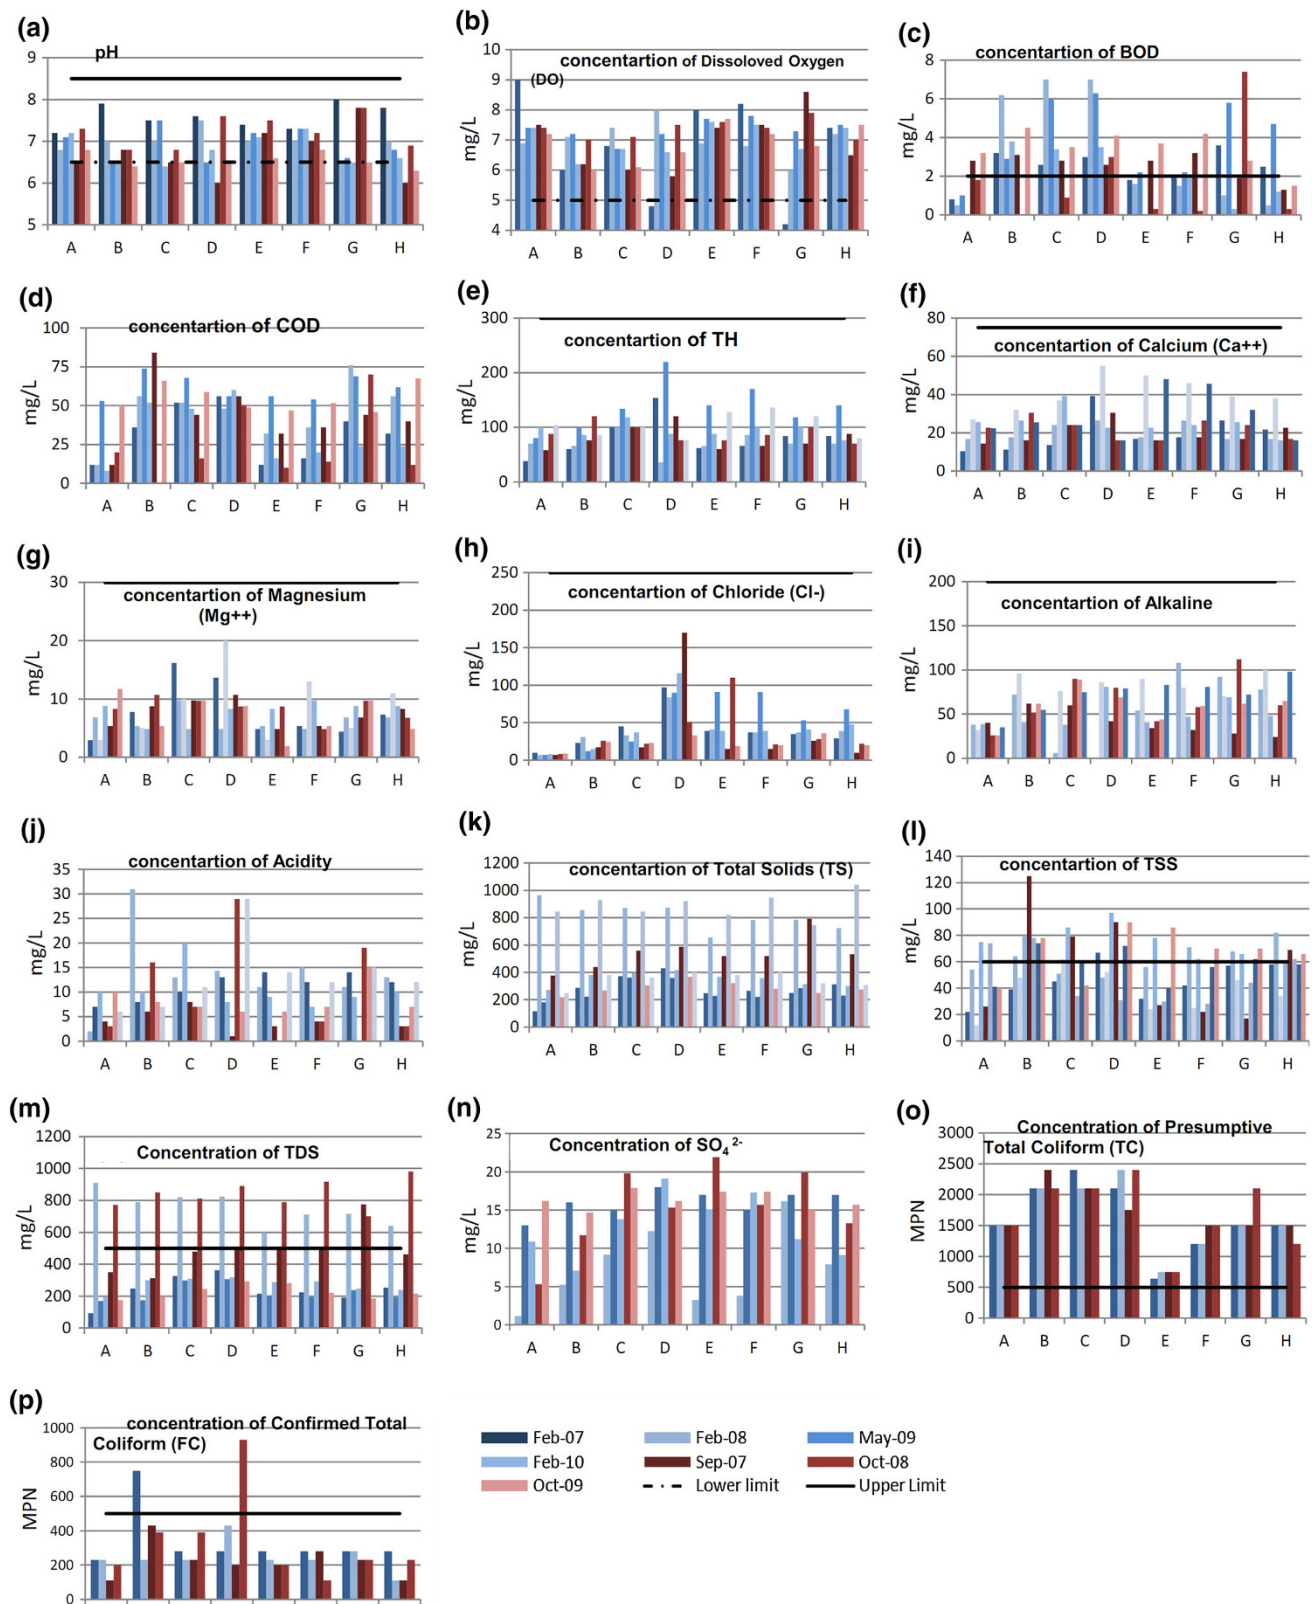 (a)
pH
9
8
7
6
5
A B C D E F G H
(b)
concentartion of Dissoloved Oxygen
(DO)
mg/L
10
9
8
7
6
5
4
A B C D E F G H
(c)
concentartion of BOD
mg/L
8
6
4
2
0
A B C D E F G H
(d)
concentartion of COD
mg/L
100
75
50
25
0
A B C D E F G H
(e)
concentartion of TH
mg/L
300
200
150
100
50
0
A B C D E F G H
(f)
concentartion of Calcium (Ca++)
mg/L
80
60
40
20
0
A B C D E F G H
(g)
concentartion of Magnesium
(Mg++)
mg/L
30
20
10
0
A B C D E F G H
(h)
concentartion of Chloride (Cl-)
mg/L
250
200
150
100
50
0
A B C D E F G H
(i)
concentartion of Alkaline
mg/L
200
150
100
50
0
A B C D E F G H
(j)
concentartion of Acidity
mg/L
35
30
25
20
15
10
5
0
A B C D E F G H
(k)
concentartion of Total Solids (TS)
mg/L
1200
1000
800
600
400
200
0
A B C D E F G H
(l)
concentartion of TSS
mg/L
140
120
100
80
60
40
20
0
A B C D E F G H
(m)
Concentration of TDS
mg/L
1200
1000
800
600
400
200
0
A B C D E F G H
(n)
Concentration of SO4 2-
mg/L
25
20
15
10
5
0
A B C D E F G H
(o)
Concentration of Presumptive
Total Coliform (TC)
MPN
3000
2500
2000
1500
1000
500
0
A B C D E F G H
(p)
concentration of Confirmed Total
Coliform (FC)
MPN
1000
800
600
400
200
0
Feb-07 Feb-08 May-09
Feb-10 Sep-07 Oct-08
Oct-09 Lower limit Upper Limit